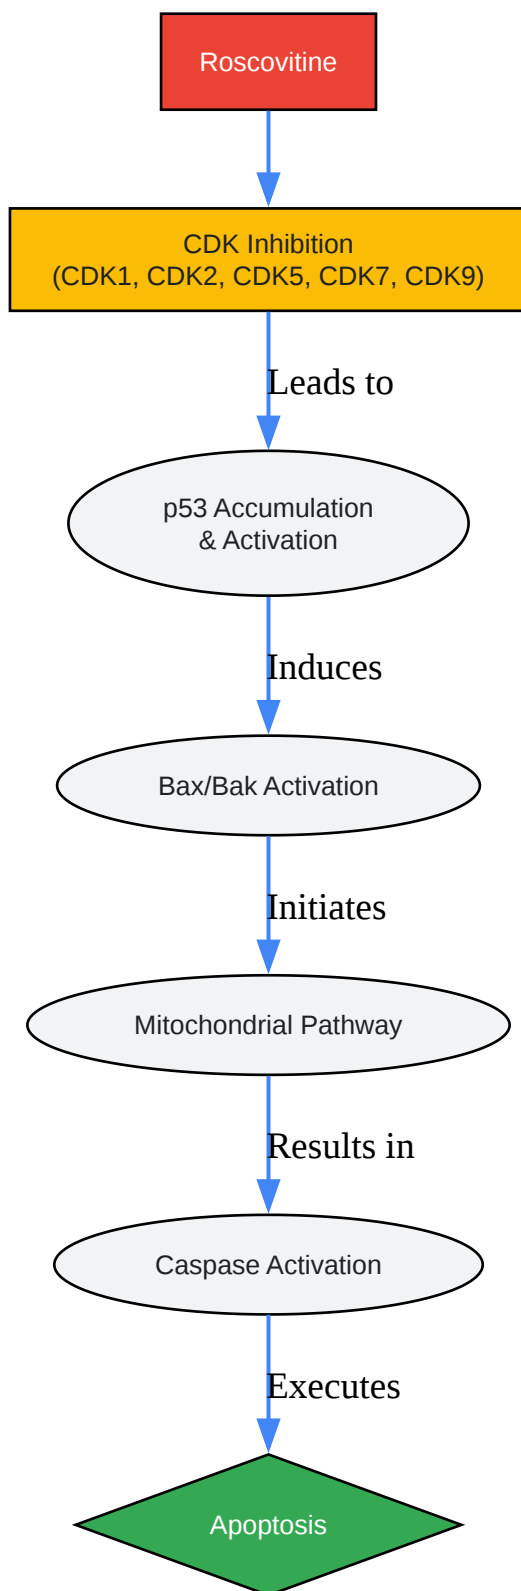 Roscovitine
CDK Inhibition
(CDK1, CDK2, CDK5, CDK7, CDK9)
Leads to
p53 Accumulation
& Activation
Induces
Bax/Bak Activation
Initiates
Mitochondrial Pathway
Results in
Caspase Activation
Executes
Apoptosis